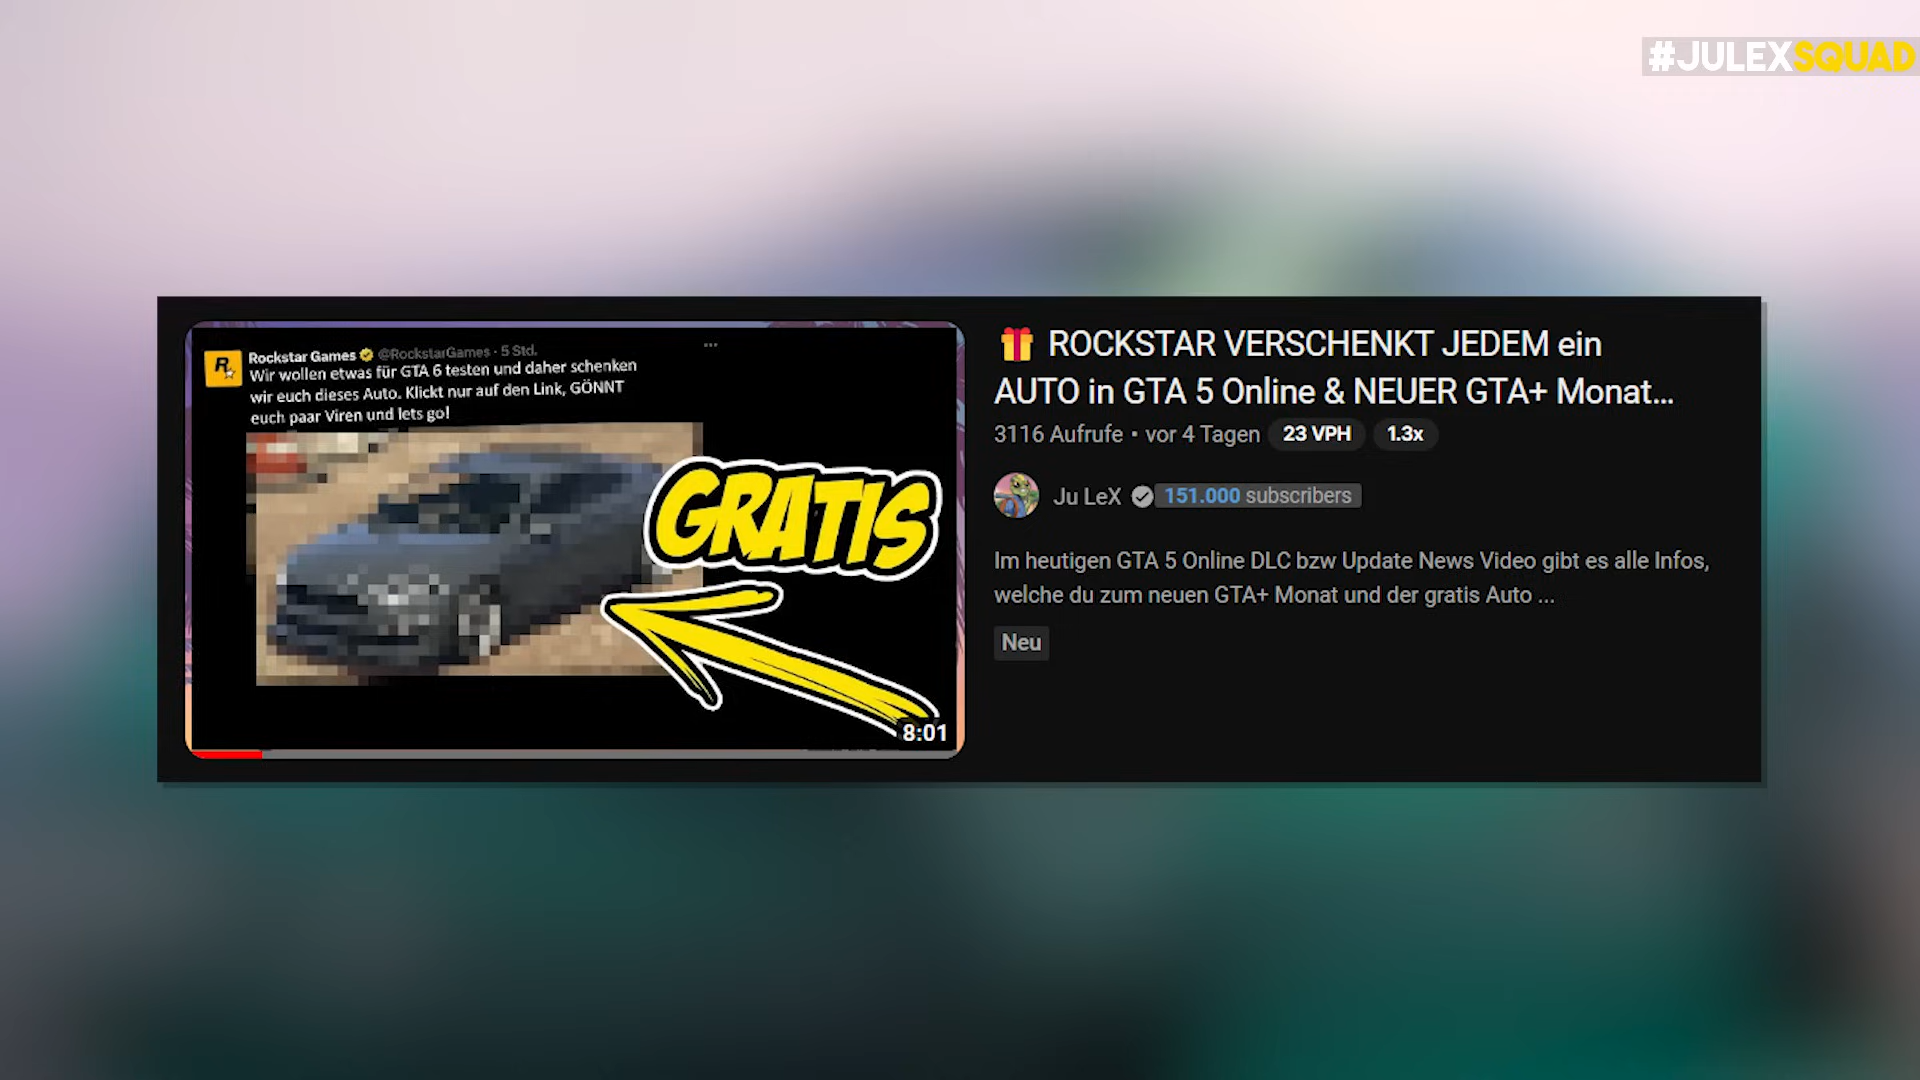 #JULEXSQUAD
Rockstar Games @RockstarGames · 5 Std.
Wir wollen etwas für GTA 6 testen und daher schenken
wir euch dieses Auto. Klickt nur auf den Link, GÖNNT
euch paar Viren und lets go!
GRATIS
8:01
ROCKSTAR VERSCHENKT JEDEM ein
AUTO in GTA 5 Online & NEUER GTA+ Monat...
3116 Aufrufe • vor 4 Tagen 23 VPH 1.3x
Ju LeX 151.000 subscribers
Im heutigen GTA 5 Online DLC bzw Update News Video gibt es alle Infos,
welche du zum neuen GTA+ Monat und der gratis Auto ...
Neu